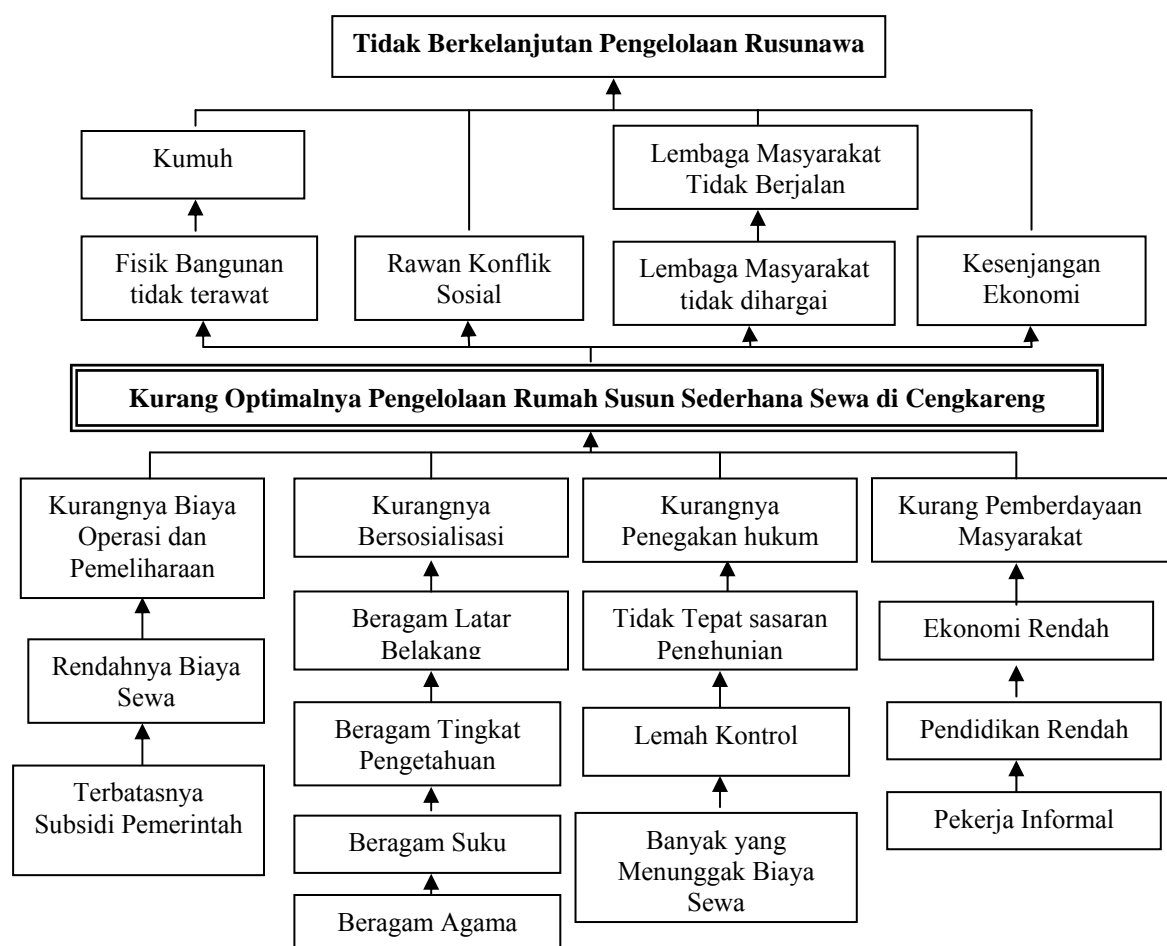 Tidak Berkelanjutan Pengelolaan Rusunawa
Kumuh
Lembaga Masyarakat
Tidak Berjalan
Fisik Bangunan
tidak terawat
Rawan Konflik
Sosial
Lembaga Masyarakat
tidak dihargai
Kesenjangan
Ekonomi
Kurang Optimalnya Pengelolaan Rumah Susun Sederhana Sewa di Cengkareng
Kurangnya Biaya
Operasi dan
Pemeliharaan
Kurangnya
Bersosialisasi
Kurangnya
Penegakan hukum
Kurang Pemberdayaan
Masyarakat
Rendahnya Biaya
Sewa
Beragam Latar
Belakang
Tidak Tepat sasaran
Penghunian
Ekonomi Rendah
Beragam Tingkat
Pengetahuan
Lemah Kontrol
Pendidikan Rendah
Terbatasnya
Subsidi Pemerintah
Beragam Suku
Banyak yang
Menunggak Biaya
Sewa
Pekerja Informal
Beragam Agama